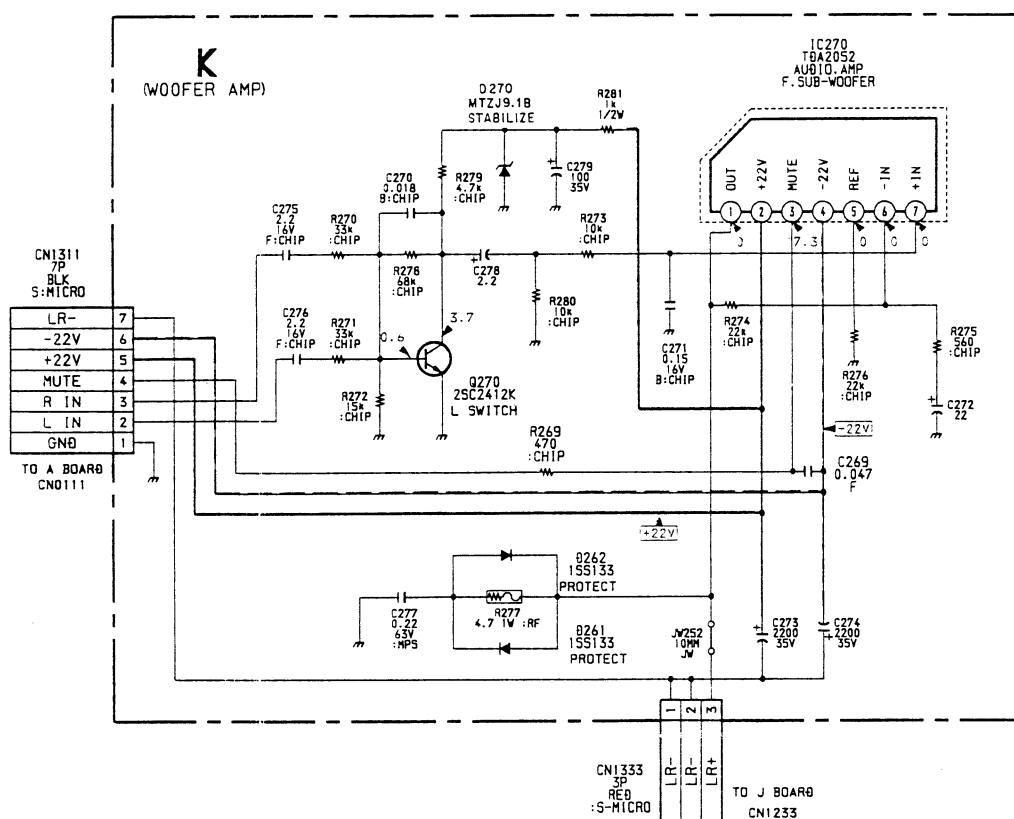 K
(WOOFER AMP)
IC270
TDA2052
AUDIO.AMP
F.SUB-WOOFER
D270
MTZJ9.1B
STABILIZE
R281
1k
1/2W
C279
100
35V
C270
0.018
B:CHIP
R279
4.7k
:CHIP
OUT
+22V
MUTE
-22V
REF
-IN
+IN
1
2
3
4
5
6
7
0
7.3
0
0
0
C275
2.2
16V
F:CHIP
R270
33k
:CHIP
R278
68k
:CHIP
C278
2.2
R273
10k
:CHIP
R280
10k
:CHIP
C271
0.15
16V
B:CHIP
R274
22k
:CHIP
R276
22k
:CHIP
R275
560
:CHIP
C272
22
C276
2.2
16V
F:CHIP
R271
33k
:CHIP
0.6
3.7
R272
15k
:CHIP
Q270
2SC2412K
L SWITCH
CN1311
7P
BLK
S:MICRO
LR- 7
-22V 6
+22V 5
MUTE 4
R IN 3
L IN 2
GND 1
TO A BOARD
CN0111
R269
470
:CHIP
-22V
C269
0.047
F
+22V
D262
1SS133
PROTECT
R277
4.7 1W :RF
C277
0.22
63V
:MPS
D261
1SS133
PROTECT
JW252
10MM
JW
C273
2200
35V
C274
2200
35V
1
2
3
LR-
LR-
LR+
CN1333
3P
RED
:S-MICRO
TO J BOARD
CN1233